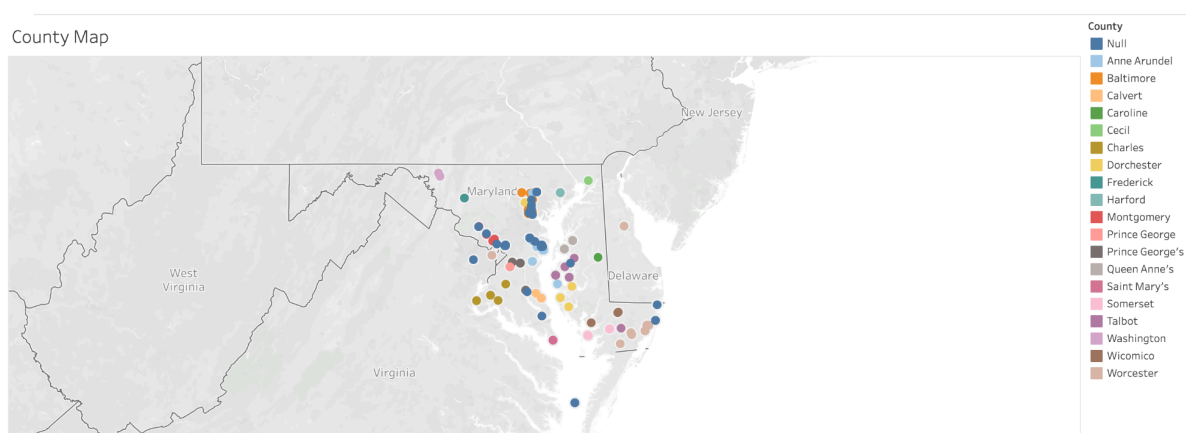 County Map
County
Null
Anne Arundel
Baltimore
Calvert
Caroline
Cecil
Charles
Dorchester
Frederick
Harford
Montgomery
Prince George
Prince George's
Queen Anne's
Saint Mary's
Somerset
Talbot
Washington
Wicomico
Worcester
New Jersey
Maryland
West
Virginia
Delaware
Virginia